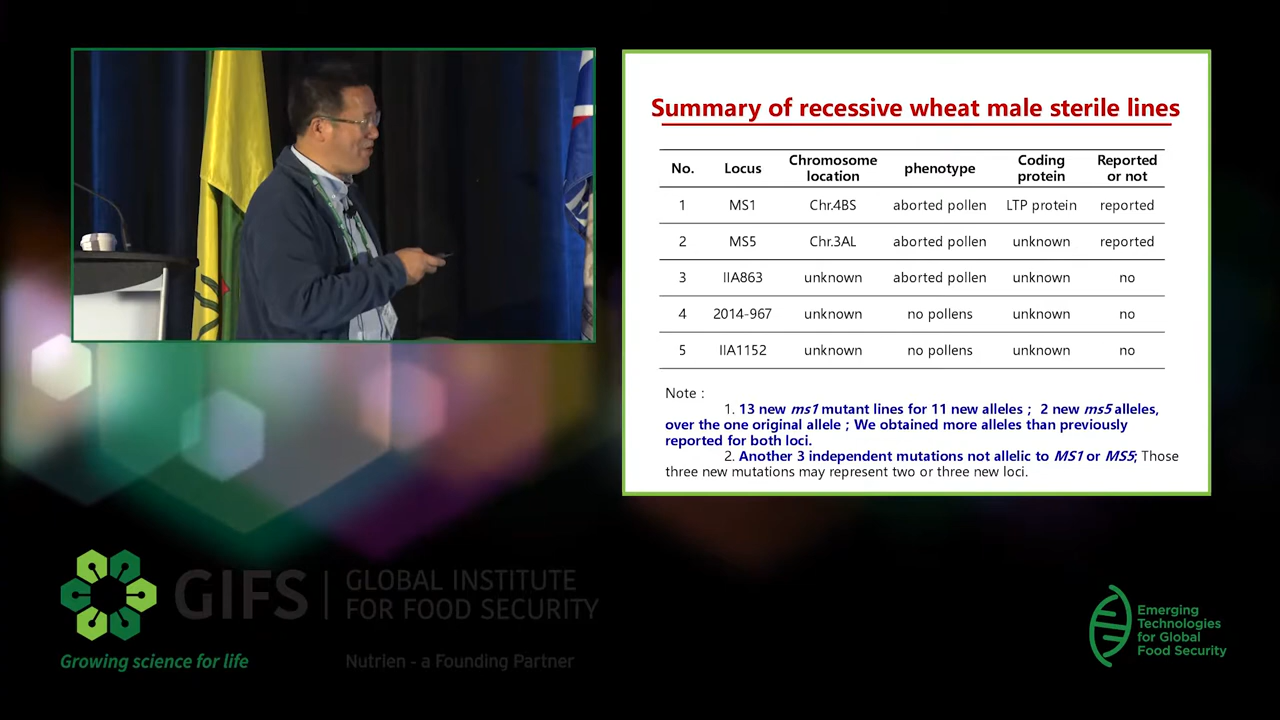 Summary of recessive wheat male sterile lines
No. Locus Chromosome location phenotype Coding protein Reported or not
1 MS1 Chr.4BS aborted pollen LTP protein reported
2 MS5 Chr.3AL aborted pollen unknown reported
3 IIA863 unknown aborted pollen unknown no
4 2014-967 unknown no pollens unknown no
5 IIA1152 unknown no pollens unknown no
Note :
1. 13 new ms1 mutant lines for 11 new alleles ; 2 new ms5 alleles,
over the one original allele ; We obtained more alleles than previously
reported for both loci.
2. Another 3 independent mutations not allelic to MS1 or MS5; Those
three new mutations may represent two or three new loci.
GIFS | GLOBAL INSTITUTE
FOR FOOD SECURITY
Growing science for life
Nutrien - a Founding Partner
Emerging
Technologies
for Global
Food Security